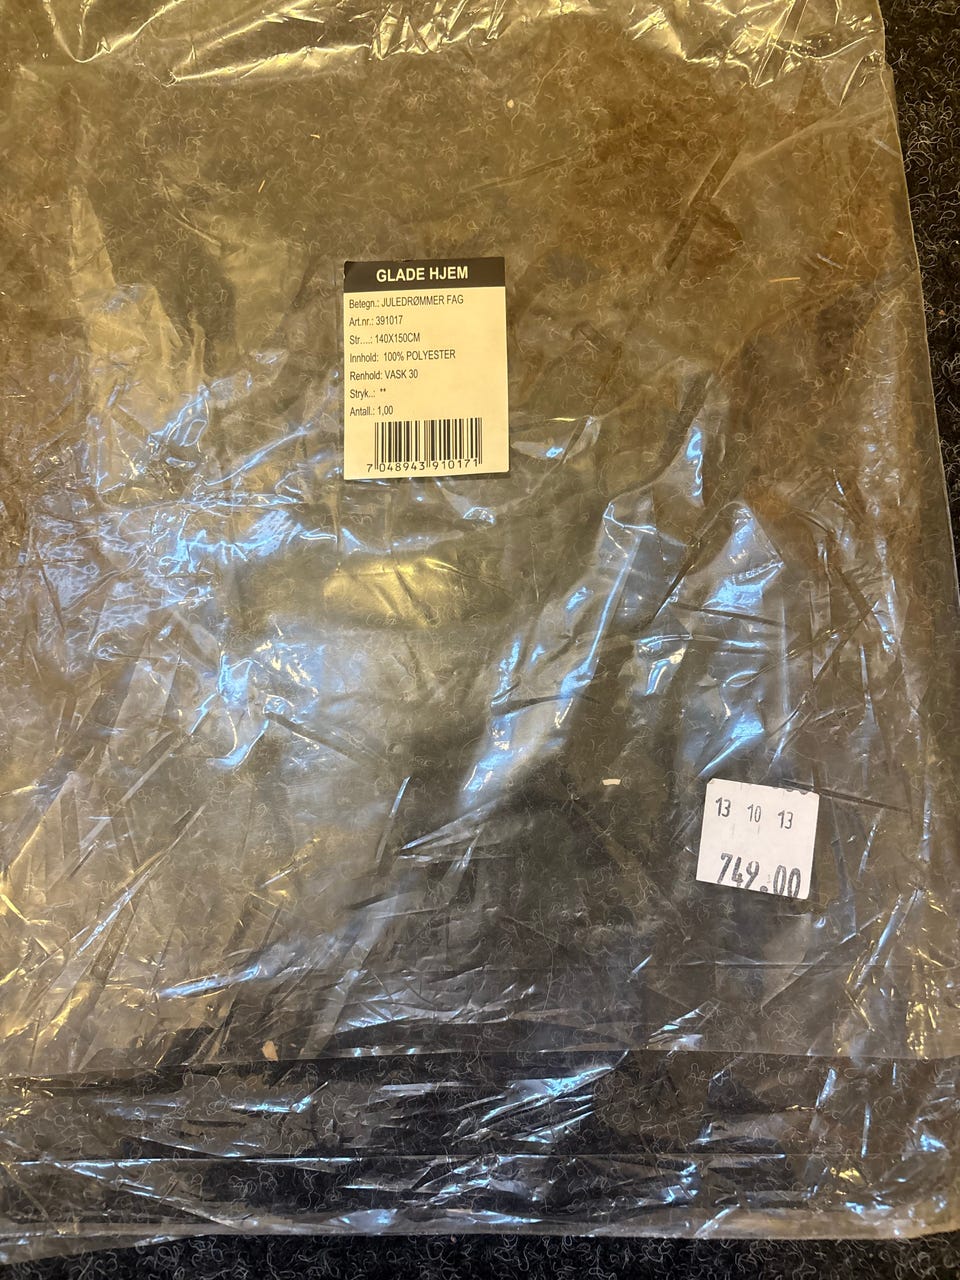 GLADE HJEM
Betegn.: JULEDRØMMER FAG
Art.nr.: 391017
Str....: 140X150CM
Innhold: 100% POLYESTER
Renhold: VASK 30
Stryk..: **
Antall.: 1,00
7 048943 910171
13 10 13
749.00